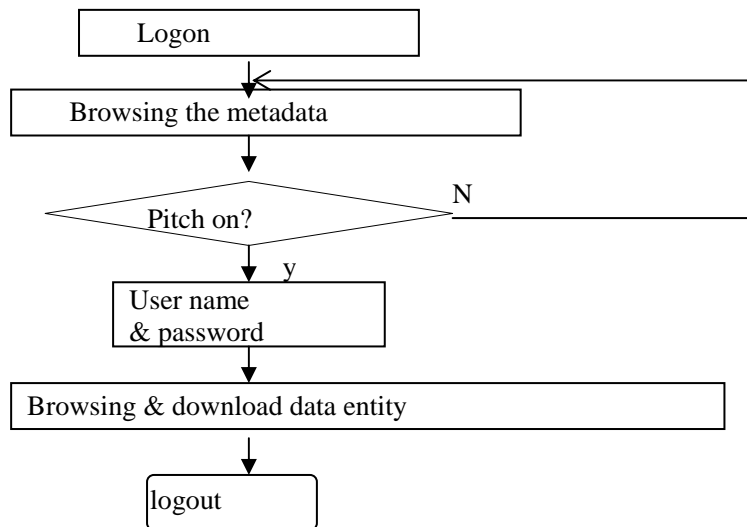 Logon
Browsing the metadata
N
Pitch on?
y
User name
& password
Browsing & download data entity
logout